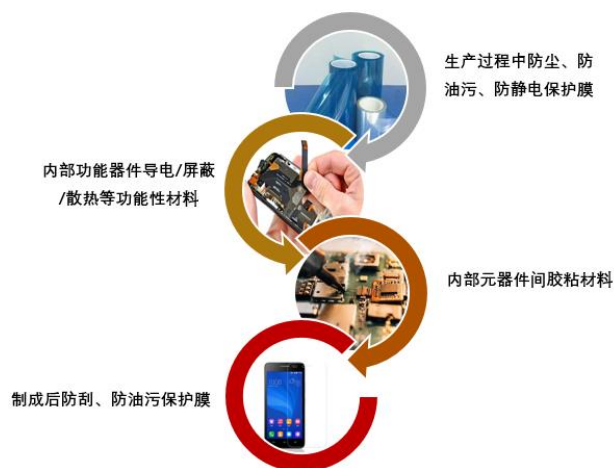 生产过程中防尘、防
油污、防静电保护膜
内部功能器件导电/屏蔽
/散热等功能性材料
内部元器件间胶粘材料
制成后防刮、防油污保护膜